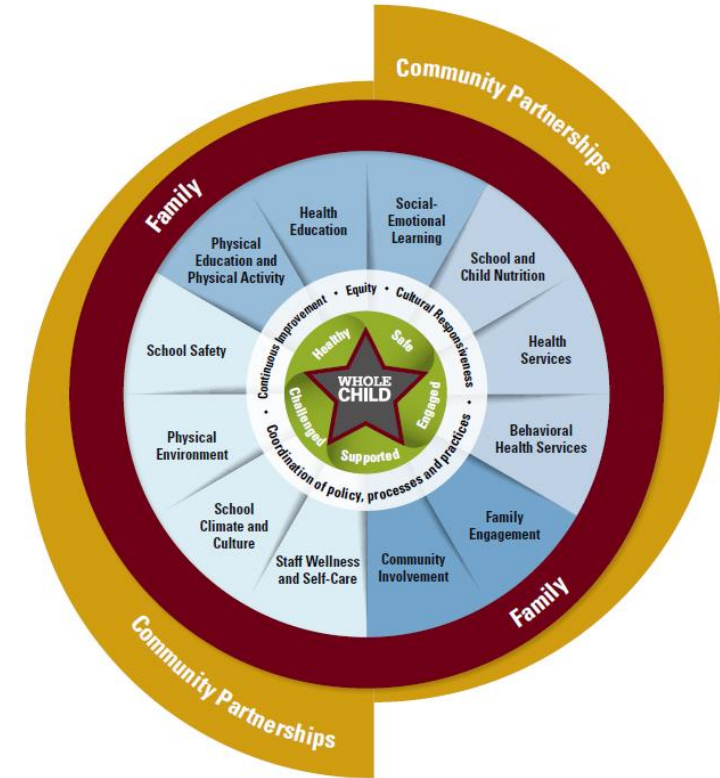 Community Partnerships
Family
Health
Education
Social-
Emotional
Learning
Physical
Education and
Physical Activity
School and
Child Nutrition
School Safety
Health
Services
Physical
Environment
Behavioral
Health Services
School
Climate and
Culture
Family
Engagement
Staff Wellness
and Self-Care
Community
Involvement
Continuous Improvement • Equity • Cultural Responsiveness •
Coordination of policy, processes and practices •
Healthy
Safe
Engaged
Supported
Challenged
WHOLE
CHILD
Family
Community Partnerships